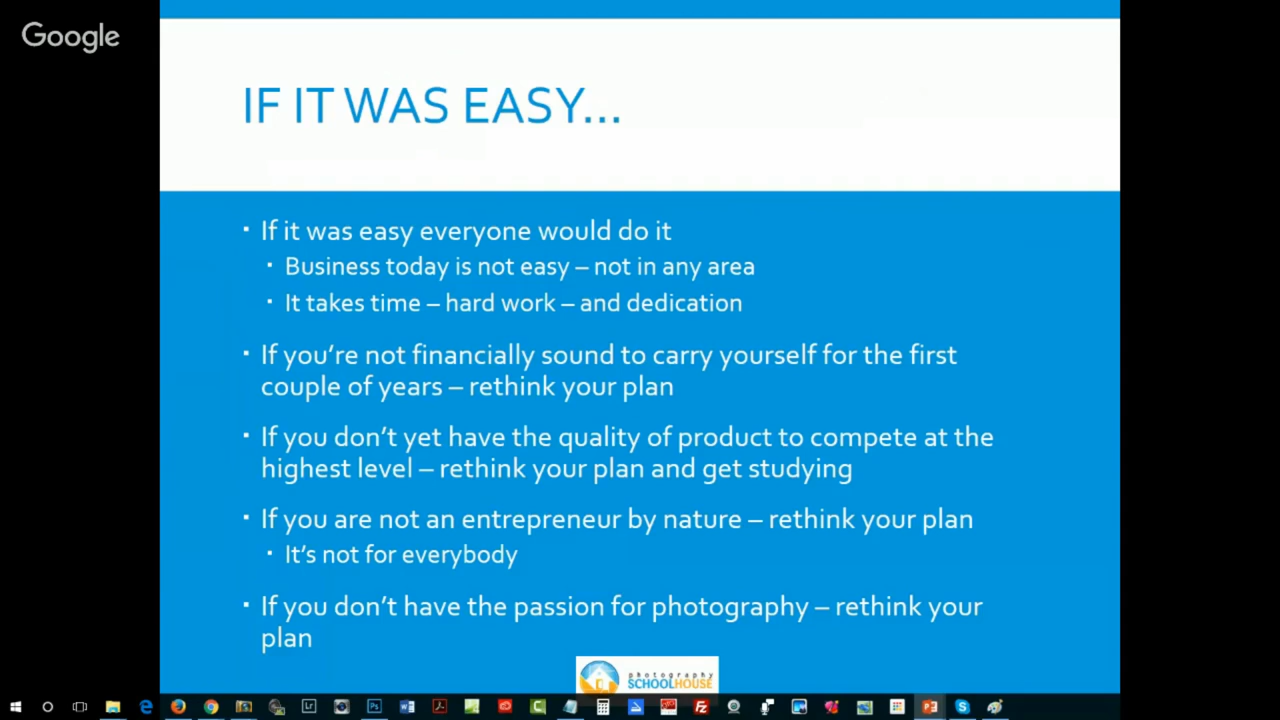 Google
IF IT WAS EASY...
▪ If it was easy everyone would do it
▪ Business today is not easy – not in any area
▪ It takes time – hard work – and dedication
▪ If you’re not financially sound to carry yourself for the first
couple of years – rethink your plan
▪ If you don’t yet have the quality of product to compete at the
highest level – rethink your plan and get studying
▪ If you are not an entrepreneur by nature – rethink your plan
▪ It’s not for everybody
▪ If you don’t have the passion for photography – rethink your
plan
photography
SCHOOLHOUSE
Lr
Ps